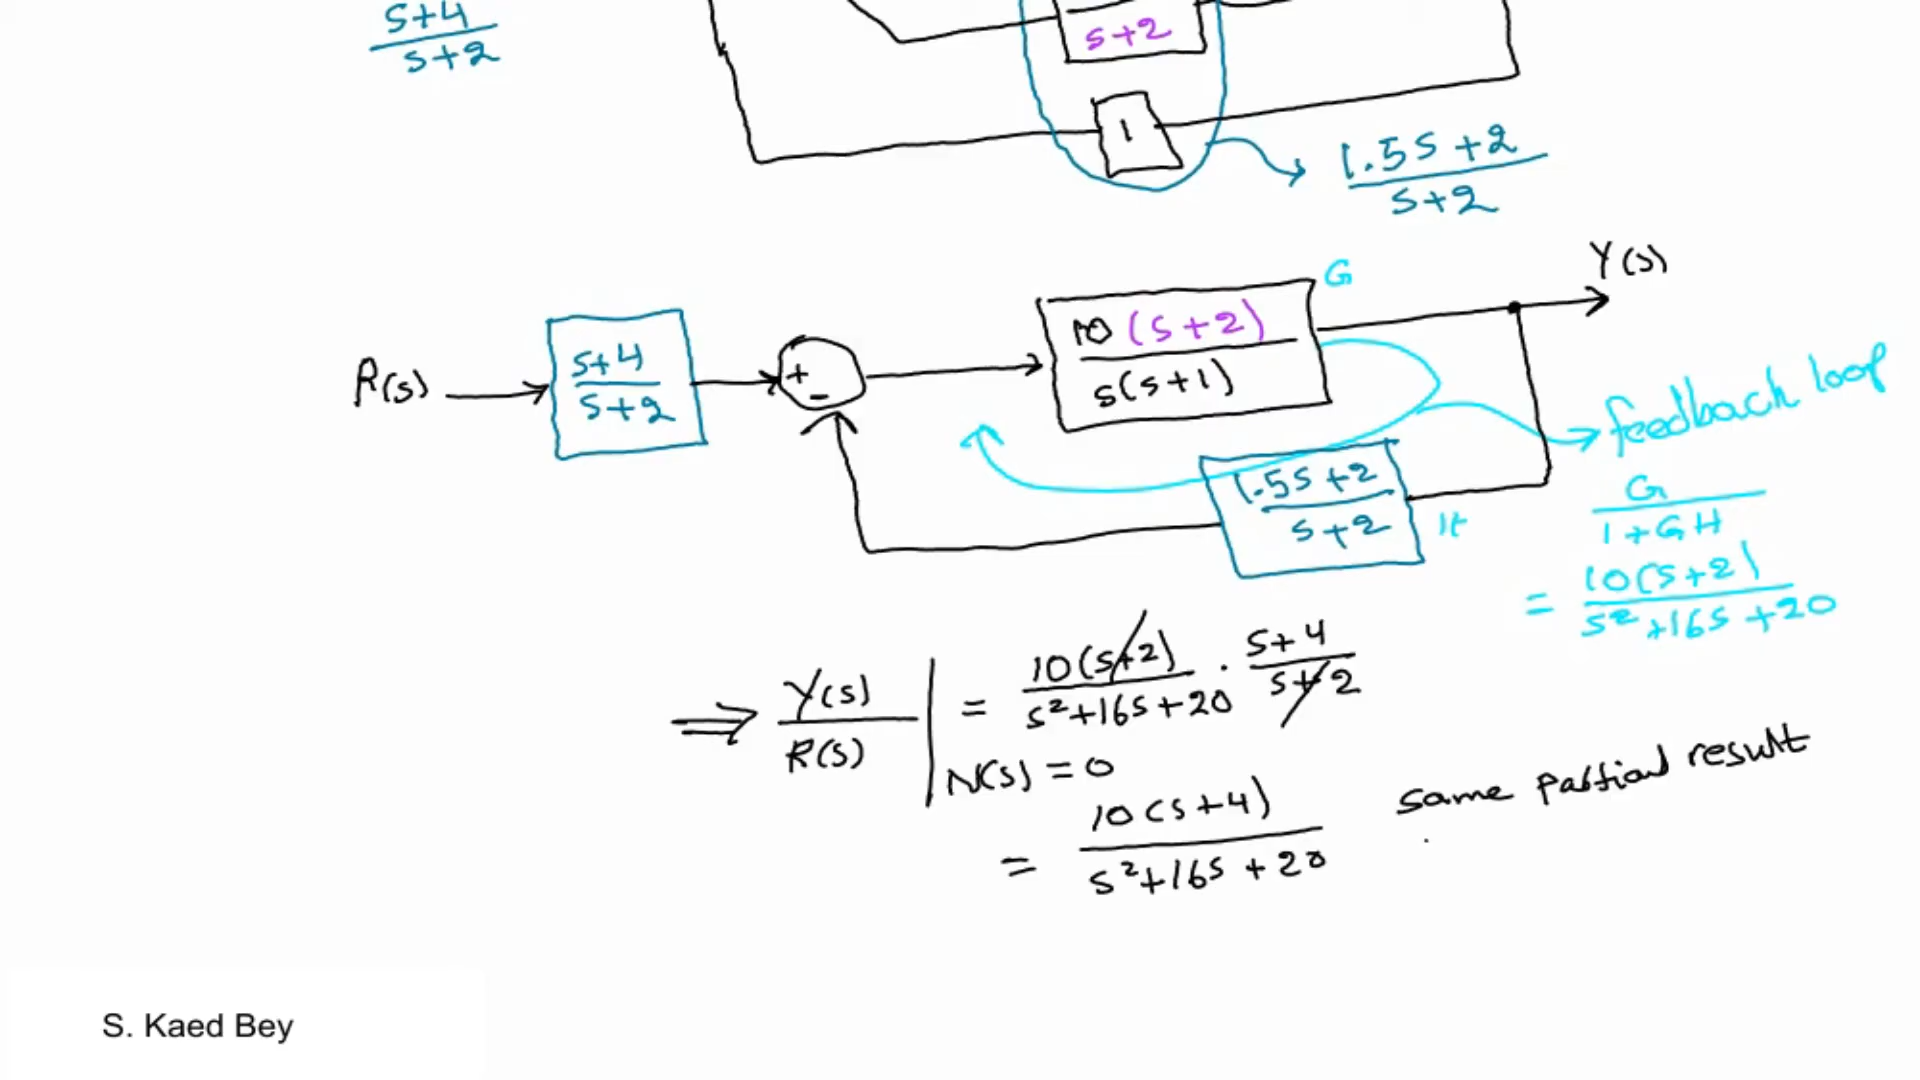 s+4
s+2
s+2
1
1.5s+2
s+2
Y(s)
G
10(s+2)
s(s+1)
R(s)
s+4
s+2
+
-
feedback loop
1.5s+2
s+2
H
G
1+GH
= 10(s+2)
s²+16s+20
⇒ Y(s)
R(s)
N(s)=0
= 10(s+2)
s²+16s+20
· s+4
s+2
= 10(s+4)
s²+16s+20
same partial result
S. Kaed Bey